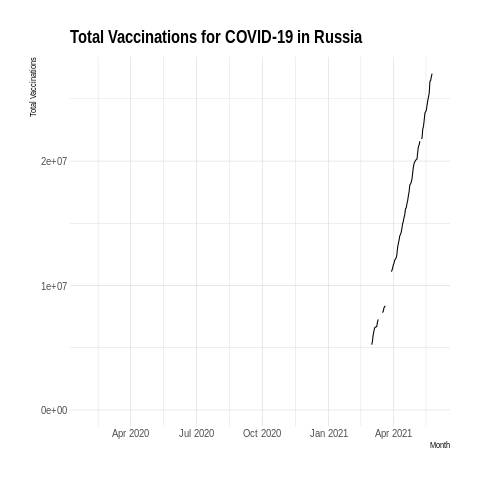 Total Vaccinations for COVID-19 in Russia
Total Vaccinations
2e+07
1e+07
0e+00
Apr 2020 Jul 2020 Oct 2020 Jan 2021 Apr 2021
Month